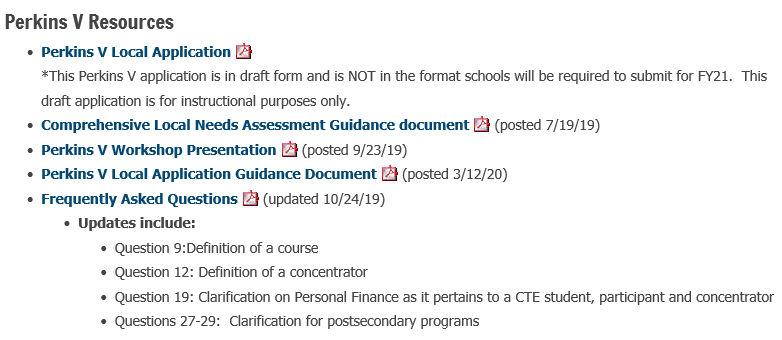 Perkins V Resources
• Perkins V Local Application
*This Perkins V application is in draft form and is NOT in the format schools will be required to submit for FY21.  This
draft application is for instructional purposes only.
• Comprehensive Local Needs Assessment Guidance document (posted 7/19/19)
• Perkins V Workshop Presentation (posted 9/23/19)
• Perkins V Local Application Guidance Document (posted 3/12/20)
• Frequently Asked Questions (updated 10/24/19)
• Updates include:
• Question 9:Definition of a course
• Question 12: Definition of a concentrator
• Question 19: Clarification on Personal Finance as it pertains to a CTE student, participant and concentrator
• Questions 27-29:  Clarification for postsecondary programs